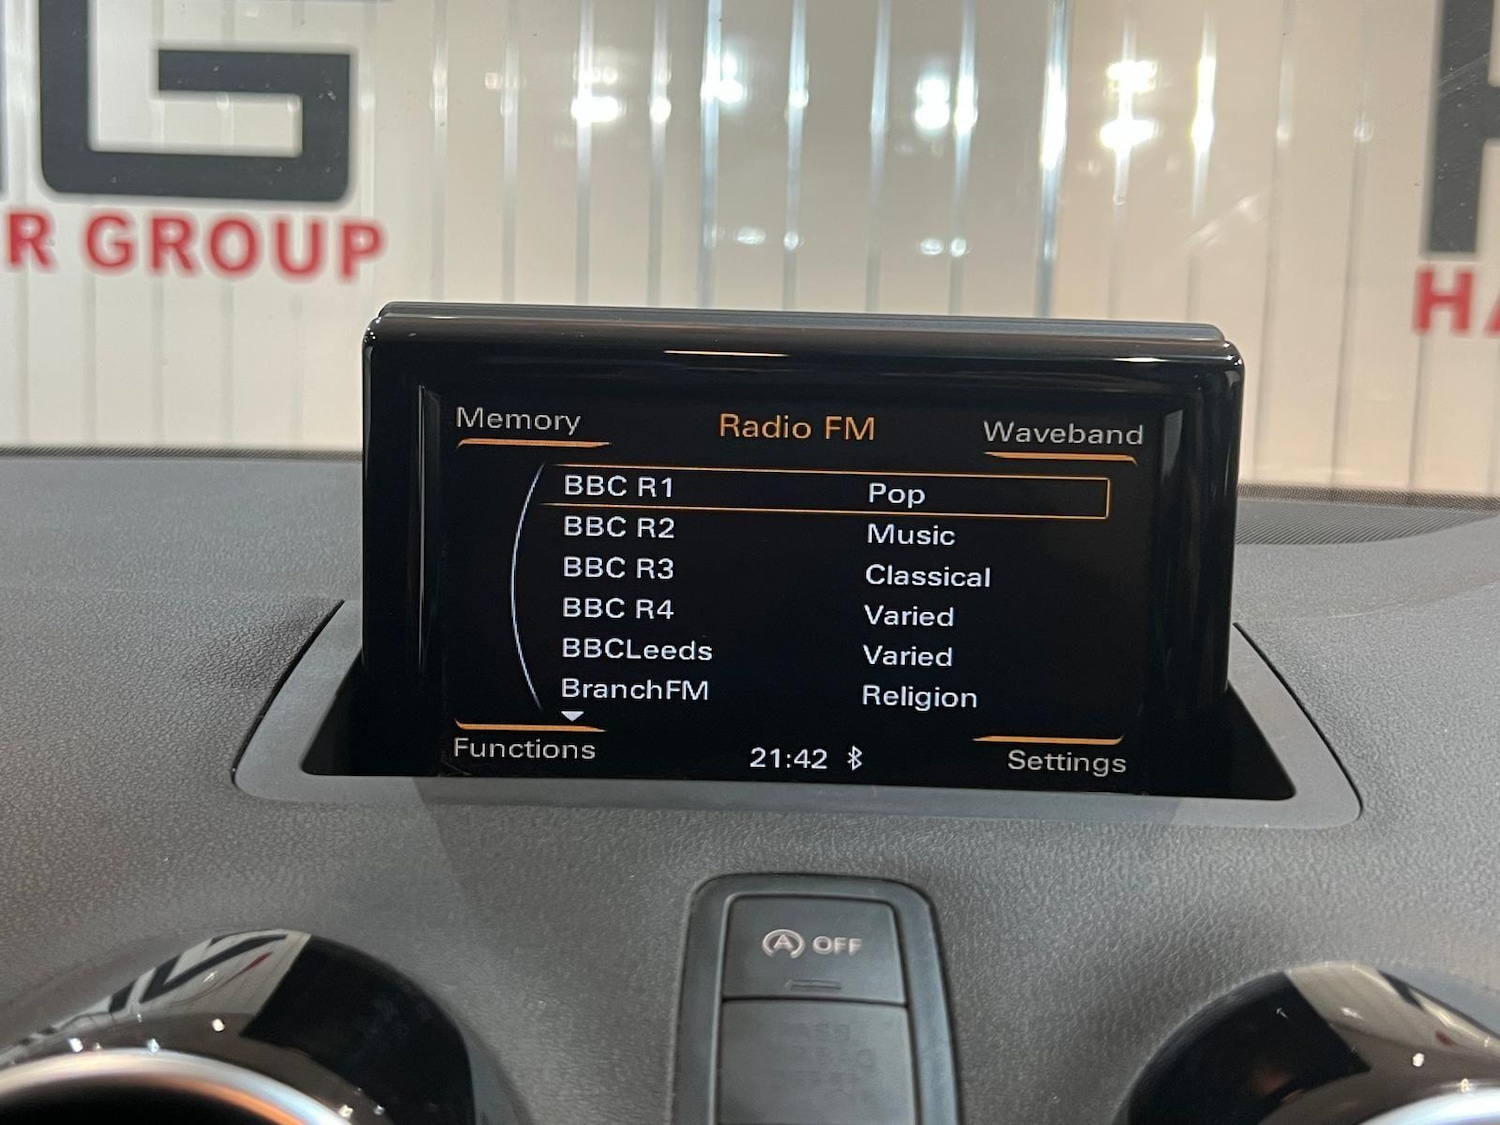 G
R GROUP
HA
Memory Radio FM Waveband
BBC R1 Pop
BBC R2 Music
BBC R3 Classical
BBC R4 Varied
BBCLeeds Varied
BranchFM Religion
Functions 21:42 Settings
A OFF